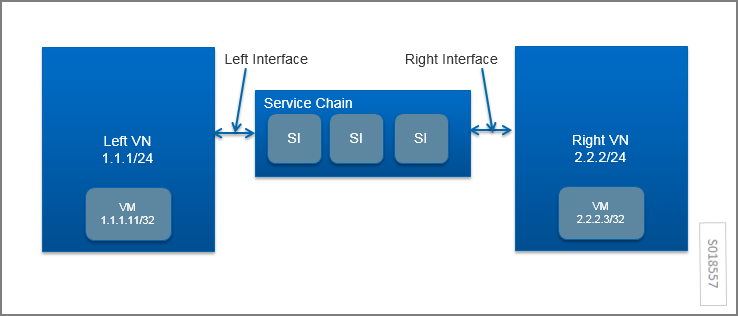 Left Interface
Right Interface
Service Chain
SI
SI
SI
Left VN
1.1.1/24
VM
1.1.1.11/32
Right VN
2.2.2/24
VM
2.2.2.3/32
S018557